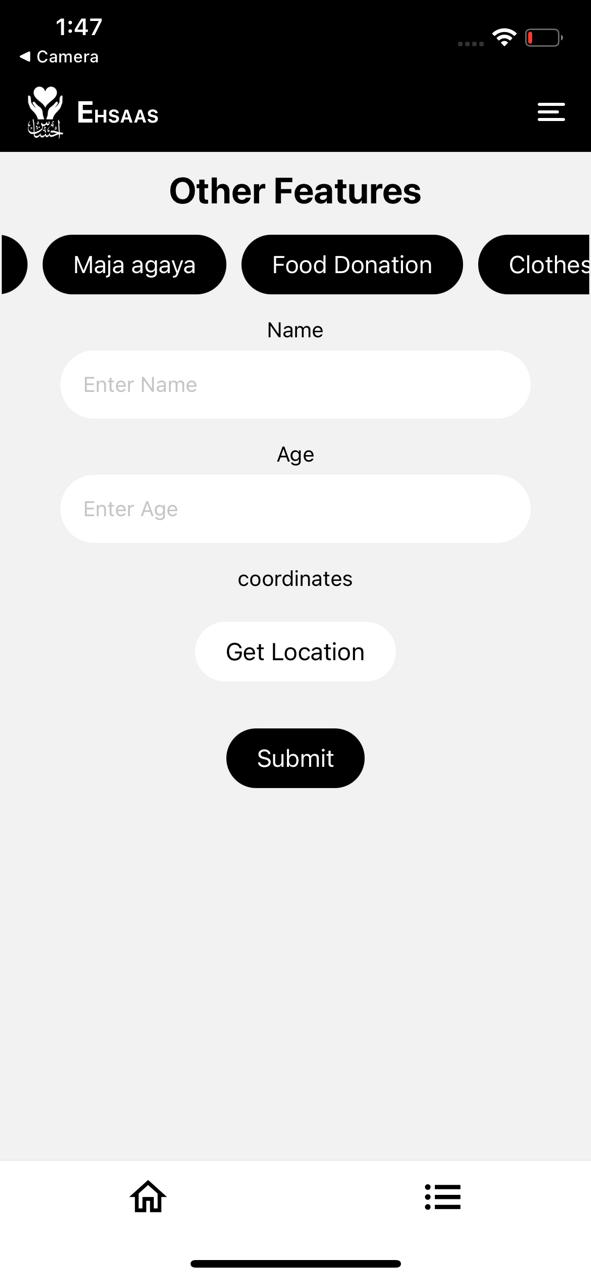 1:47
◀ Camera
احساس
EHSAAS
Other Features
Maja agaya
Food Donation
Clothes
Name
Enter Name
Age
Enter Age
coordinates
Get Location
Submit